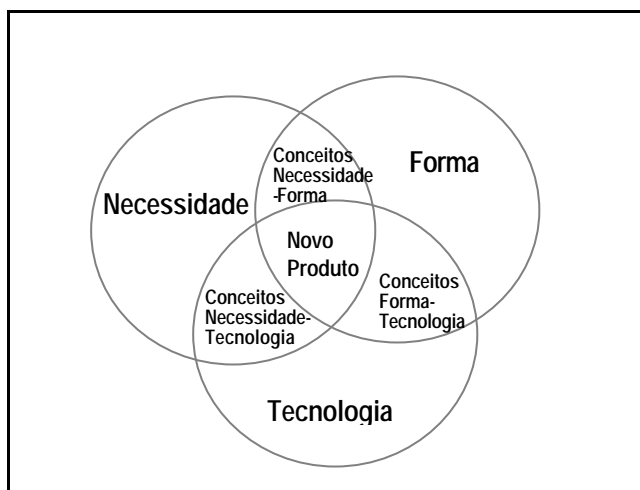 Necessidade
Forma
Conceitos
Necessidade
-Forma
Novo
Produto
Conceitos
Necessidade-
Tecnologia
Conceitos
Forma-
Tecnologia
Tecnologia